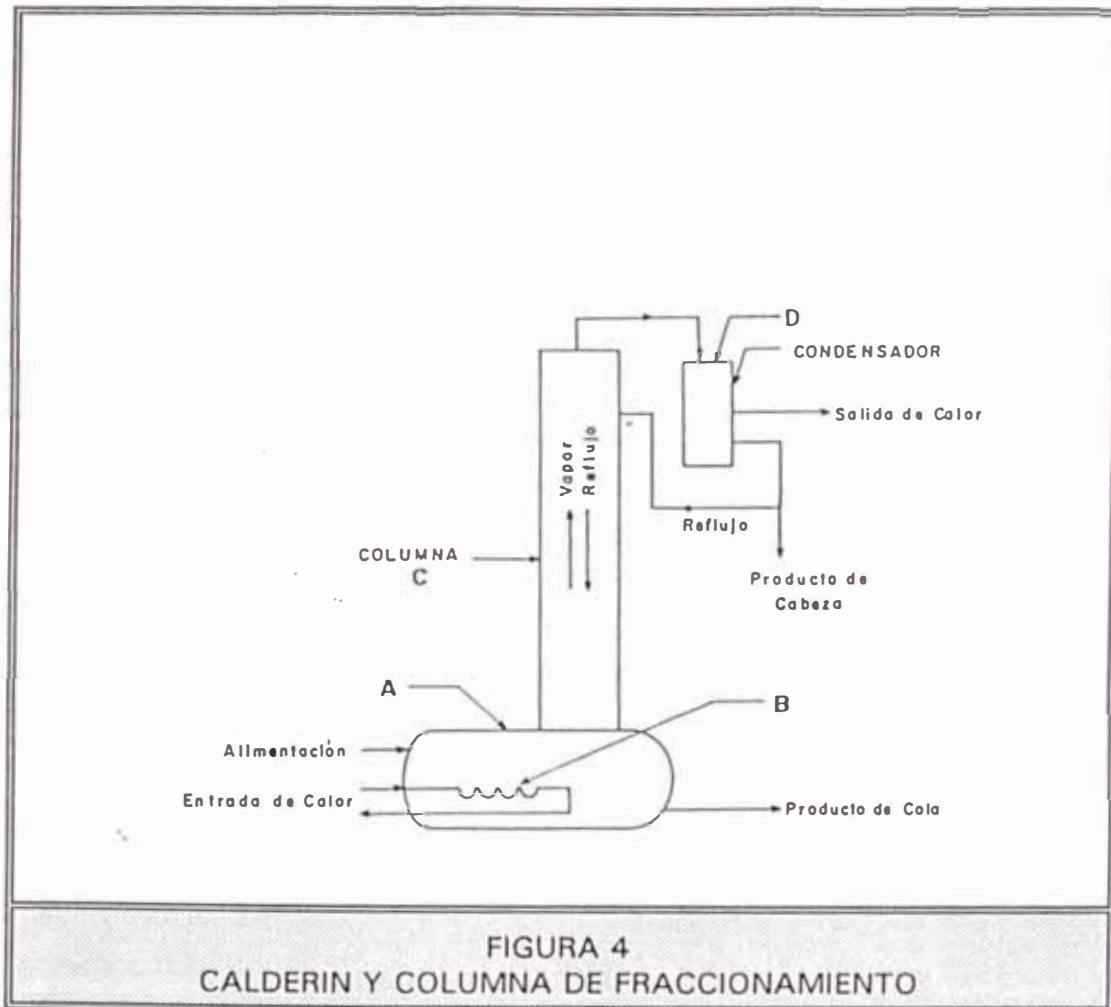 D
CONDENSADOR
Salida de Calor
Vapor
Reflujo
Reflujo
COLUMNA
C
Producto de
Cabeza
A
B
Alimentación
Entrada de Calor
Producto de Cola
FIGURA 4
CALDERIN Y COLUMNA DE FRACCIONAMIENTO